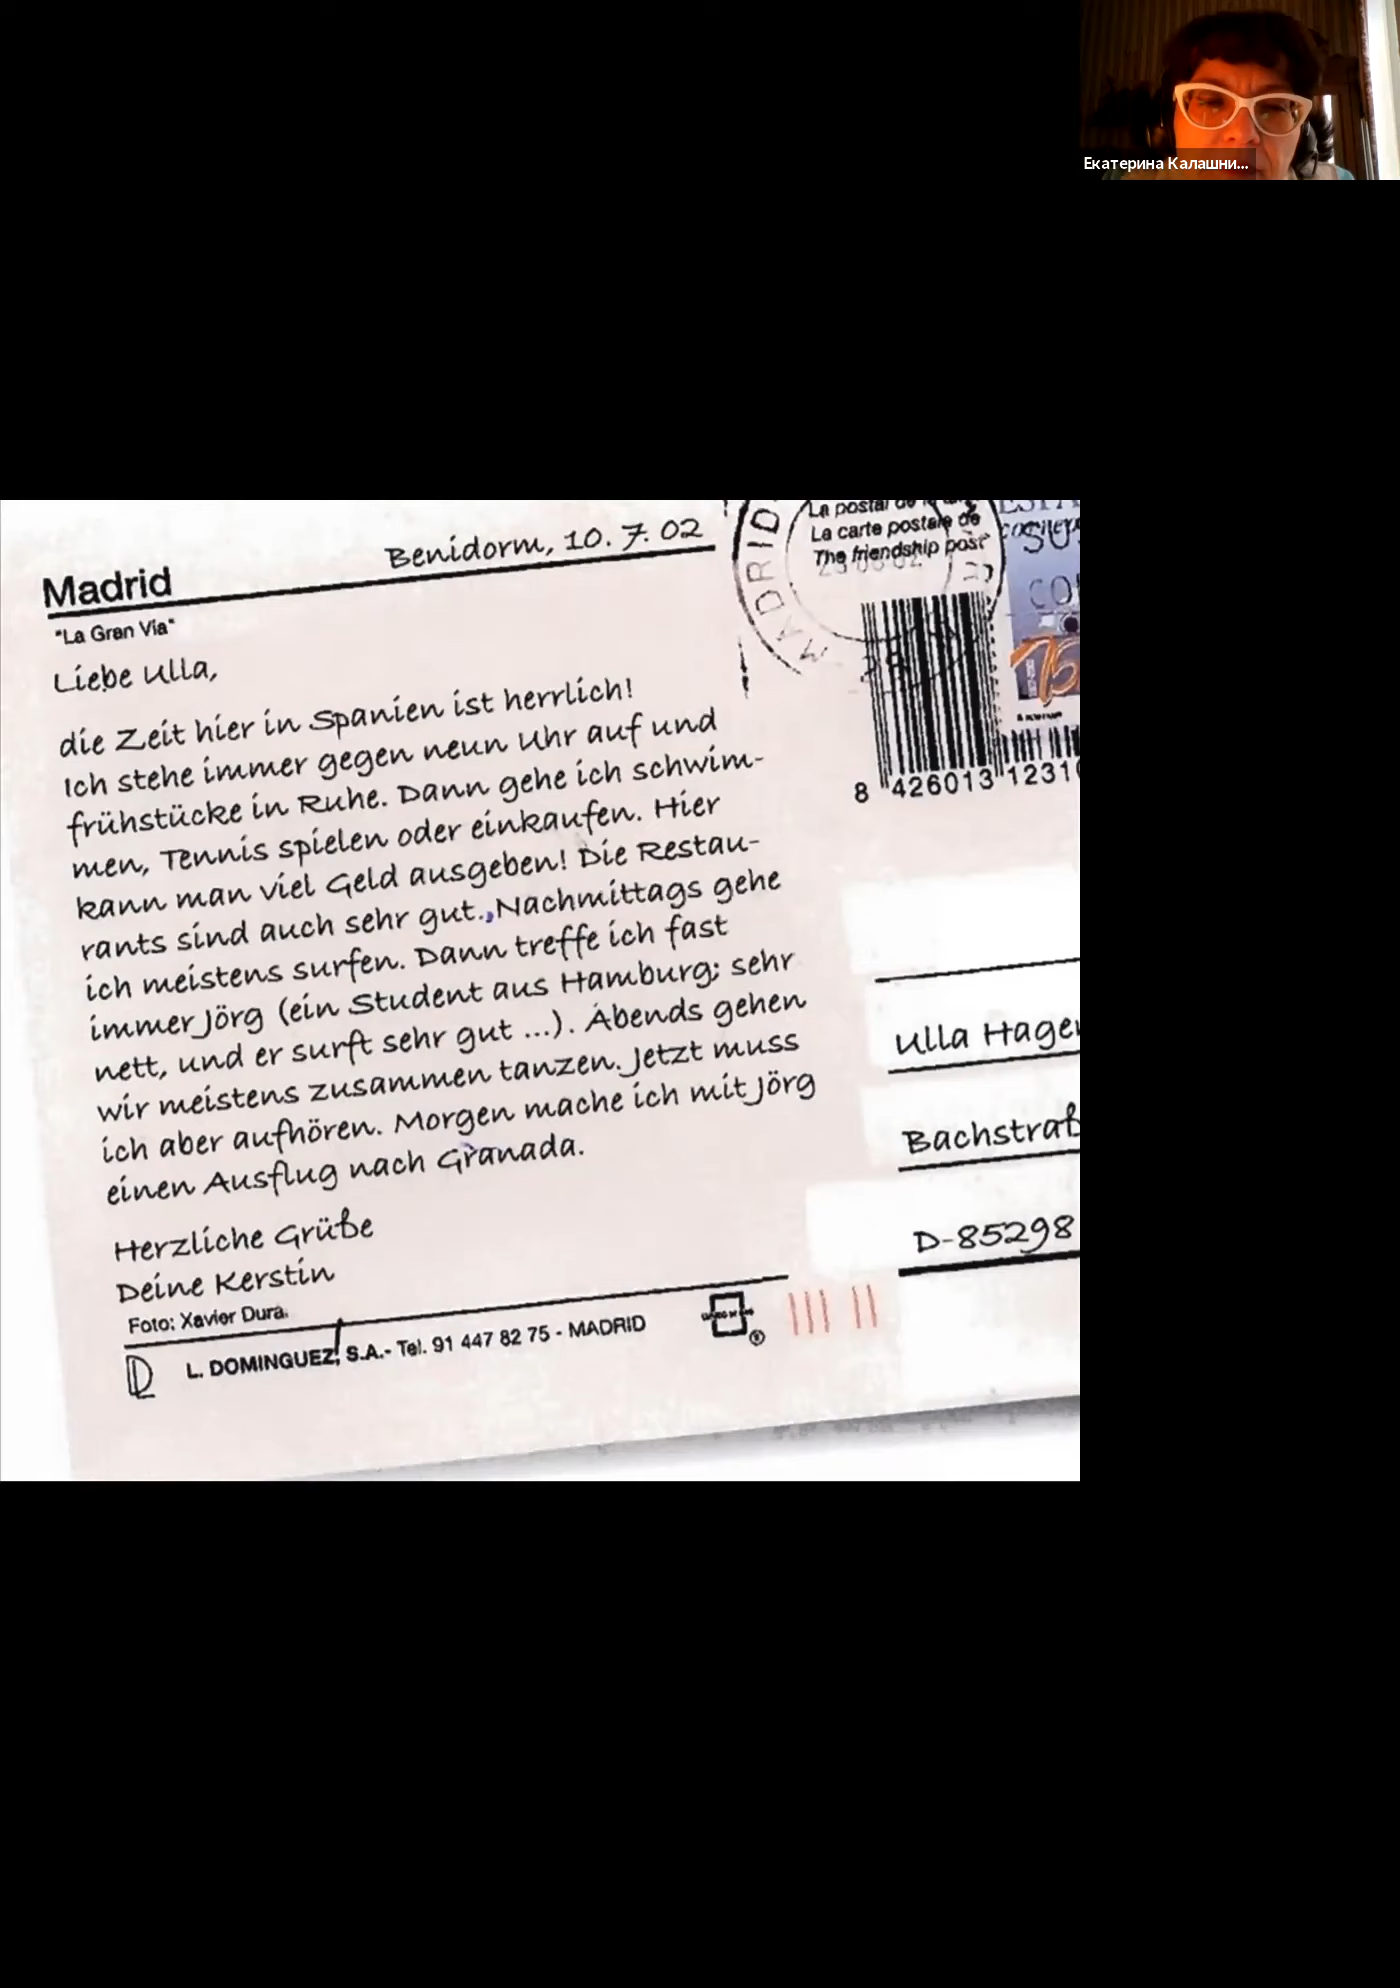 Екатерина Калашни...
Benidorm, 10. 7. 02
Madrid
"La Gran Via"
Liebe Ulla,
die Zeit hier in Spanien ist herrlich!
Ich stehe immer gegen neun Uhr auf und
frühstücke in Ruhe. Dann gehe ich schwim-
men, Tennis spielen oder einkaufen. Hier
kann man viel Geld ausgeben! Die Restau-
rants sind auch sehr gut. Nachmittags gehe
ich meistens surfen. Dann treffe ich fast
immer Jörg (ein Student aus Hamburg; sehr
nett, und er surft sehr gut ...). Abends gehen
wir meistens zusammen tanzen. Jetzt muss
ich aber aufhören. Morgen mache ich mit Jörg
einen Ausflug nach Granada.
Herzliche Grüße
Deine Kerstin
Foto: Xavier Dura.
L. DOMINGUEZ, S.A.- Tel. 91 447 82 75 - MADRID
MADRID
La postal de
La carte postale de
The friendship post
8 426013 1231
Ulla Hage
Bachstraß
D-85298